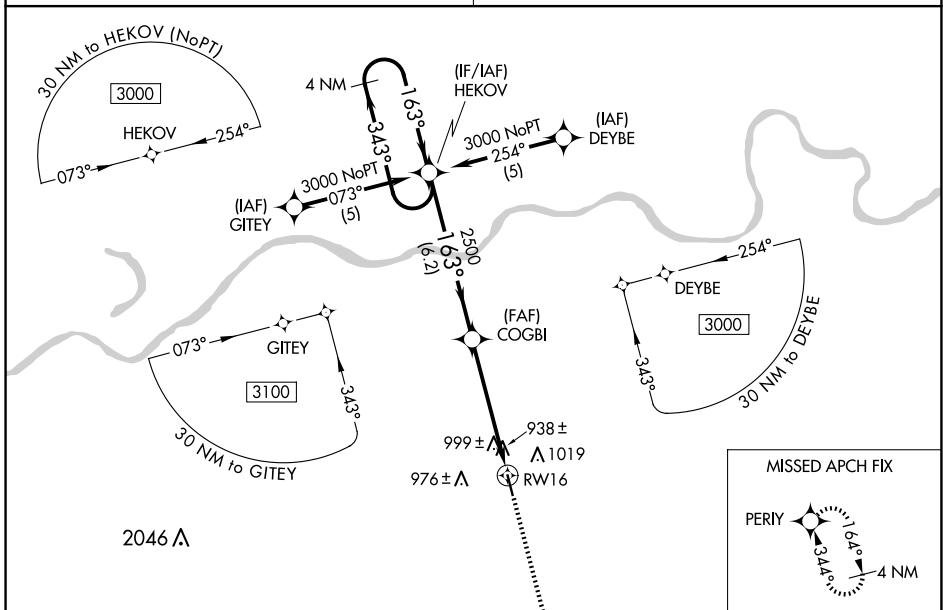 30 NM to HEKOV (NoPT)
3000
HEKOV
073°
254°
4 NM
163°
343°
(IF/IAF)
HEKOV
(IAF)
DEYBE
3000 NoPT
254°
(5)
3000 NoPT
073°
(5)
(IAF)
GITEY
2500
163°
(6.2)
(FAF)
COGBI
073°
GITEY
3100
343°
30 NM to GITEY
254°
DEYBE
3000
343°
30 NM to DEYBE
938 ±
999 ±
1019
976 ±
RW16
2046
MISSED APCH FIX
PERIY
164°
344°
4 NM